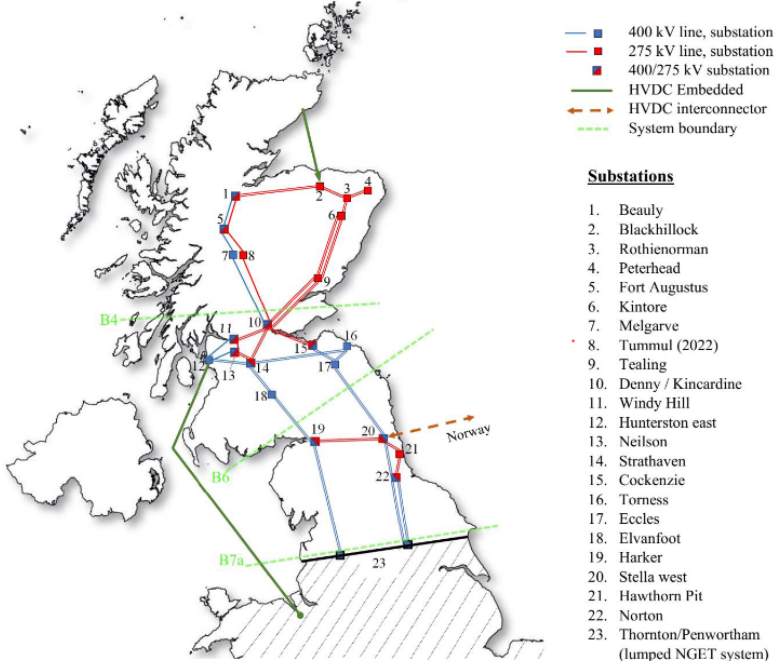 400 kV line, substation
275 kV line, substation
400/275 kV substation
HVDC Embedded
HVDC interconnector
System boundary
Substations
1. Beauly
2. Blackhillock
3. Rothienorman
4. Peterhead
5. Fort Augustus
6. Kintore
7. Melgarve
8. Tummul (2022)
9. Tealing
10. Denny / Kincardine
11. Windy Hill
12. Hunterston east
13. Neilson
14. Strathaven
15. Cockenzie
16. Torness
17. Eccles
18. Elvanfoot
19. Harker
20. Stella west
21. Hawthorn Pit
22. Norton
23. Thornton/Penwortham
(lumped NGET system)
1
2
3
4
6
5
7
8
9
B4
10
11
12
13
14
15
16
17
18
19
20
Norway
21
22
B6
B7a
23